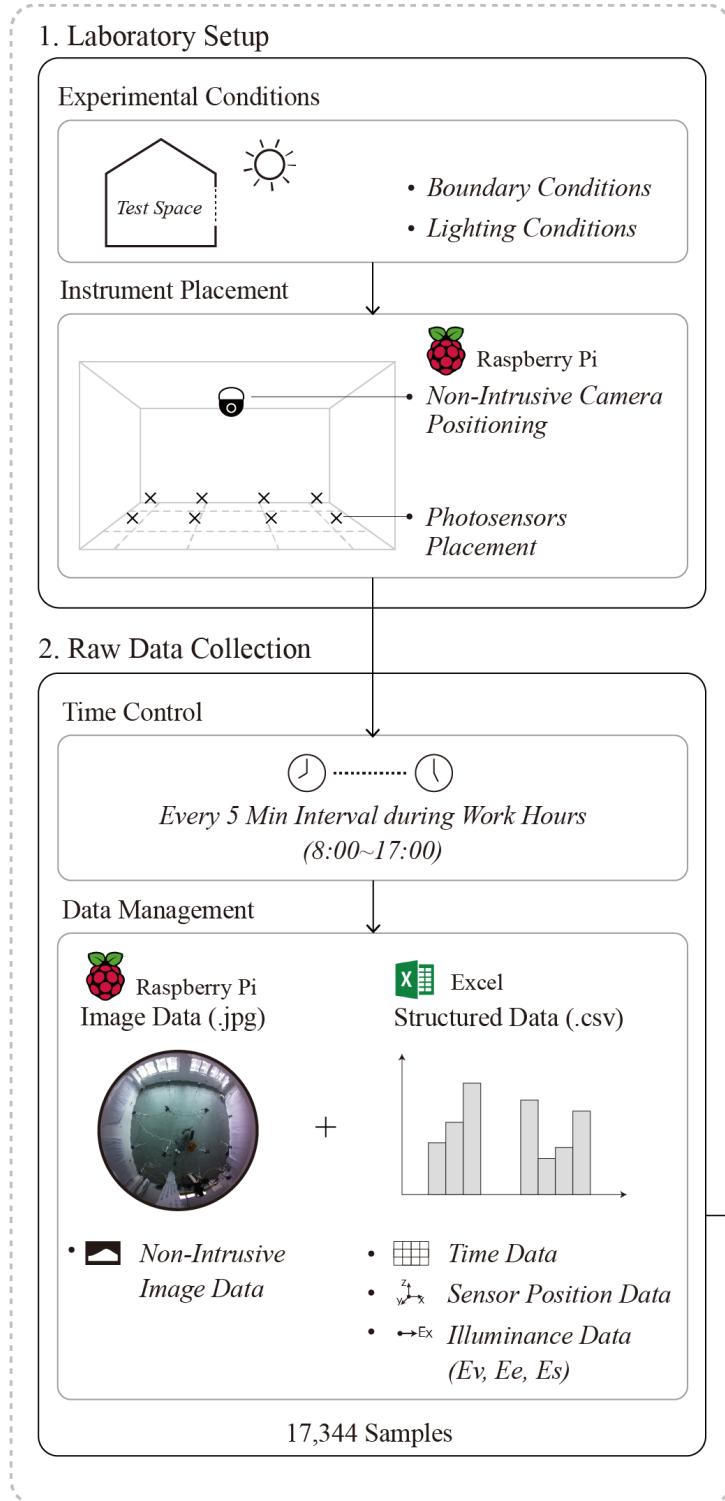 1. Laboratory Setup
Experimental Conditions
Test Space
• Boundary Conditions
• Lighting Conditions
Instrument Placement
Raspberry Pi
• Non-Intrusive Camera
Positioning
• Photosensors
Placement
2. Raw Data Collection
Time Control
Every 5 Min Interval during Work Hours
(8:00~17:00)
Data Management
Raspberry Pi
Image Data (.jpg)
X
Excel
Structured Data (.csv)
+
• Non-Intrusive
Image Data
• Time Data
z
y
x
• Sensor Position Data
Ex
• Illuminance Data
(Ev, Ee, Es)
17,344 Samples